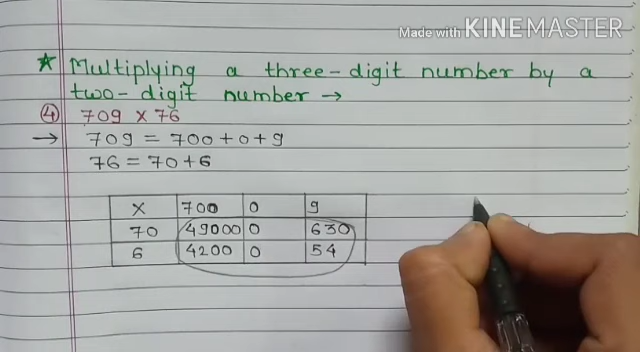 Made with KINEMASTER
* Multiplying a three-digit number by a
two-digit number →
④ 709 × 76
→ 709 = 700+0+9
76 = 70+6
× 700 0 9
70 49000 0 630
6 4200 0 54